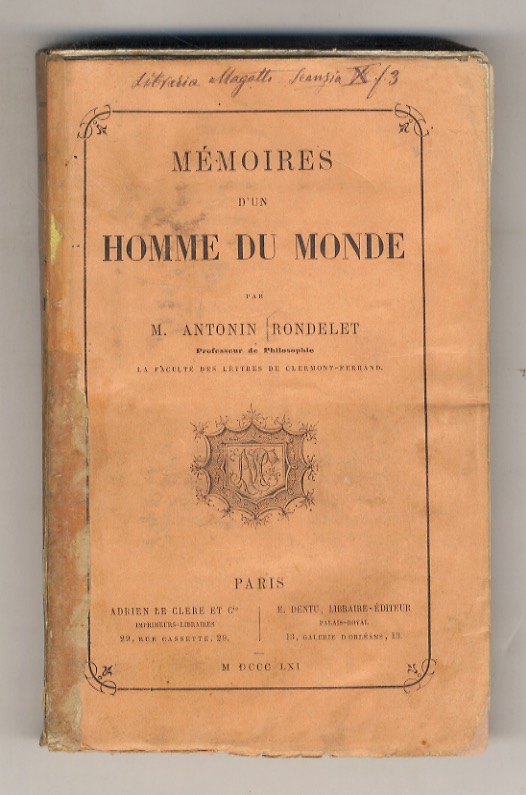 Libreria Magatti Scansia X f 3
MÉMOIRES
D'UN
HOMME DU MONDE
PAR
M. ANTONIN RONDELET
Professeur de Philosophie
LA FACULTÉ DES LETTRES DE CLERMONT-FERRAND.
PARIS
ADRIEN LE CLERE ET Cie
IMPRIMEURS-LIBRAIRES
29, RUE CASSETTE, 29.
E. DENTU, LIBRAIRE-ÉDITEUR
PALAIS-ROYAL
13, GALERIE D'ORLÉANS, 13
M DCCC LXI